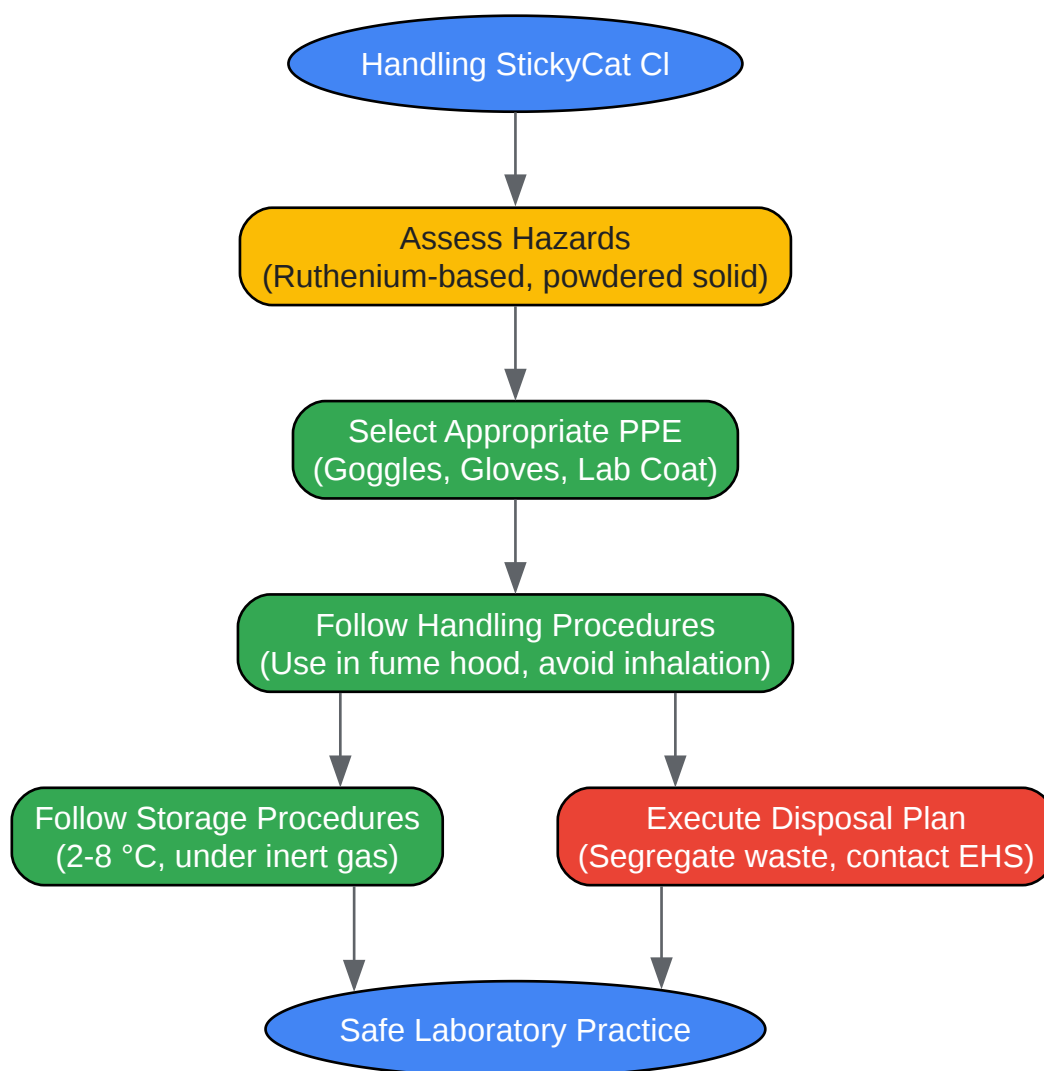 Handling StickyCat Cl
Assess Hazards
(Ruthenium-based, powdered solid)
Select Appropriate PPE
(Goggles, Gloves, Lab Coat)
Follow Handling Procedures
(Use in fume hood, avoid inhalation)
Follow Storage Procedures
(2-8 °C, under inert gas)
Execute Disposal Plan
(Segregate waste, contact EHS)
Safe Laboratory Practice